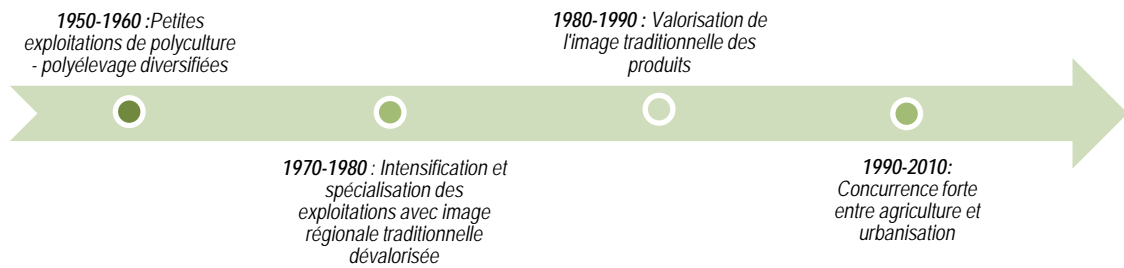 1950-1960 :Petites
exploitations de polyculture
- polyélevage diversifiées
1970-1980 : Intensification et
spécialisation des
exploitations avec image
régionale traditionnelle
dévalorisée
1980-1990 : Valorisation de
l'image traditionnelle des
produits
1990-2010:
Concurrence forte
entre agriculture et
urbanisation